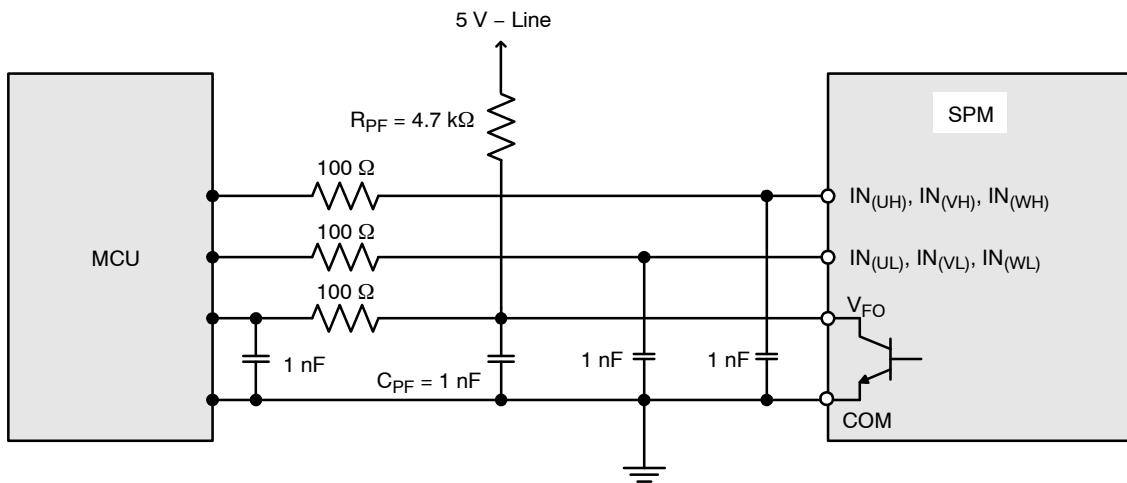 5 V – Line
SPM
R_PF = 4.7 kΩ
100 Ω
IN_(UH), IN_(VH), IN_(WH)
100 Ω
MCU
IN_(UL), IN_(VL), IN_(WL)
100 Ω
V_FO
1 nF
C_PF = 1 nF
1 nF
1 nF
COM